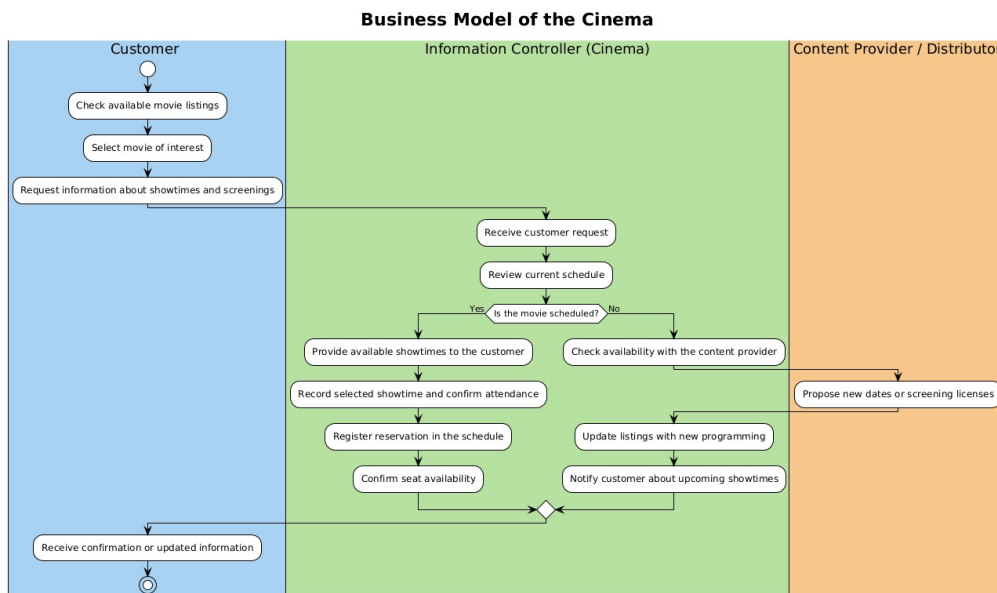 Business Model of the Cinema
Customer
Information Controller (Cinema)
Content Provider / Distributor
Check available movie listings
Select movie of interest
Request information about showtimes and screenings
Receive customer request
Review current schedule
Is the movie scheduled?
Yes
No
Provide available showtimes to the customer
Check availability with the content provider
Record selected showtime and confirm attendance
Propose new dates or screening licenses
Register reservation in the schedule
Update listings with new programming
Confirm seat availability
Notify customer about upcoming showtimes
Receive confirmation or updated information